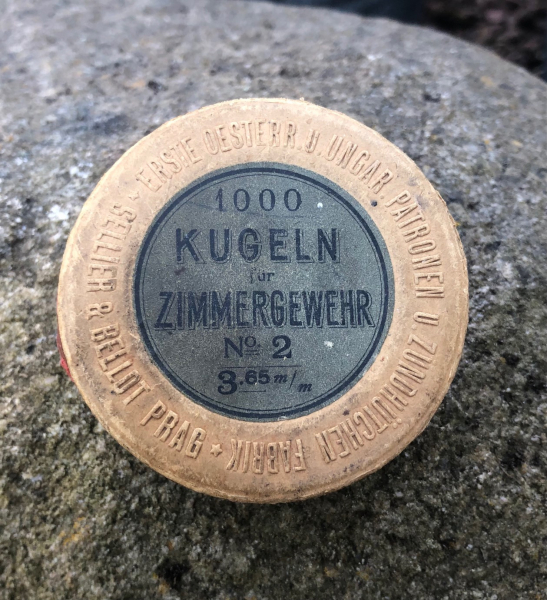 1000
KUGELN
für
ZIMMERGEWEHR
No. 2
3.65 m/m
ERSTE OESTERR. U. UNGAR PATRONEN U ZÜNDHÜTCHEN FABRIK
* SELLIER & BELLOT PRAG *